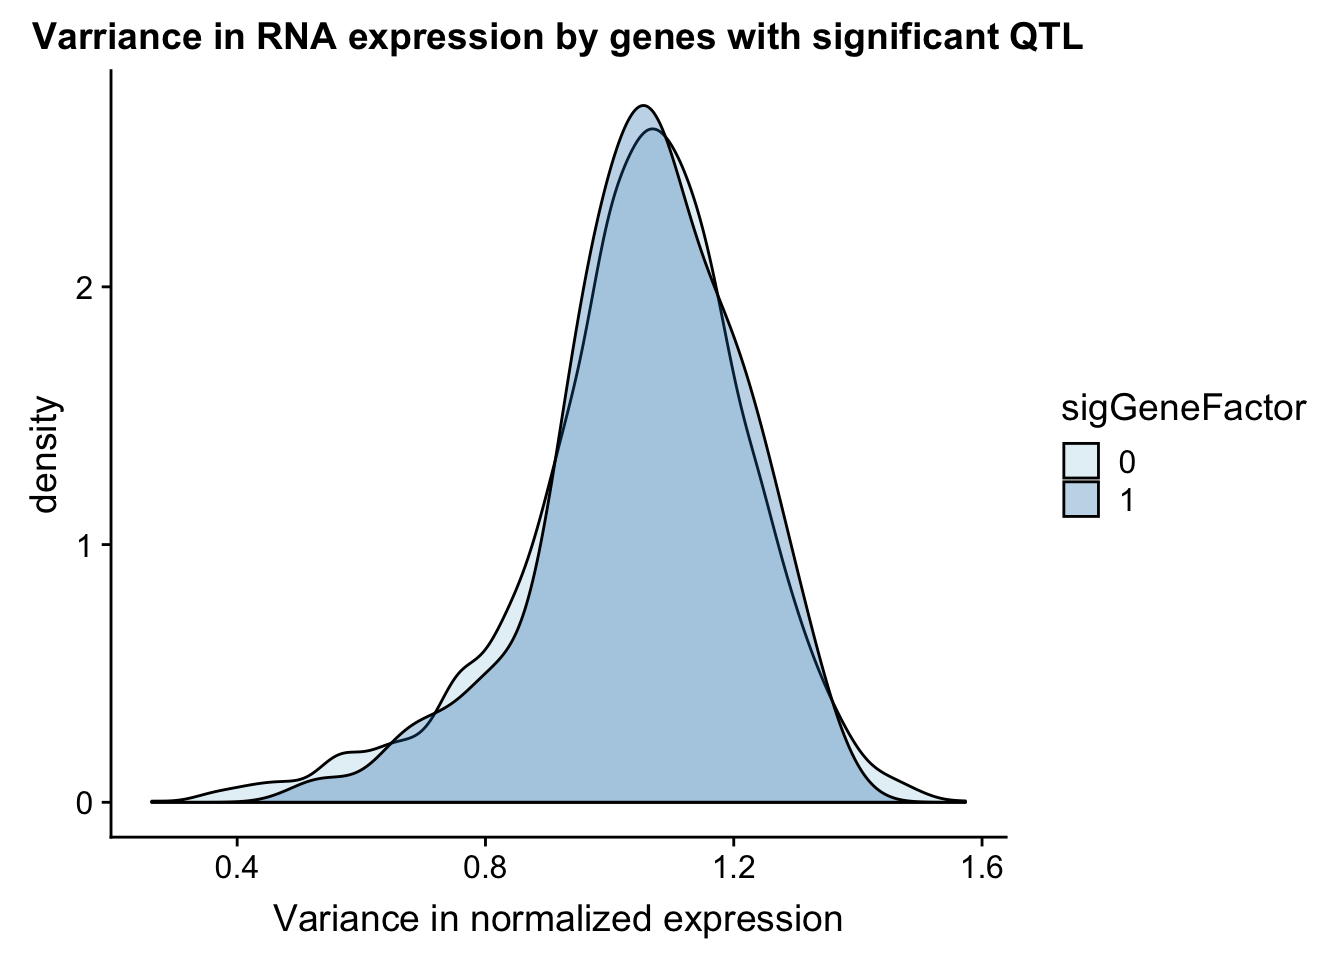 Varriance in RNA expression by genes with significant QTL
density
2
1
0
0.4 0.8 1.2 1.6
Variance in normalized expression
sigGeneFactor
0
1